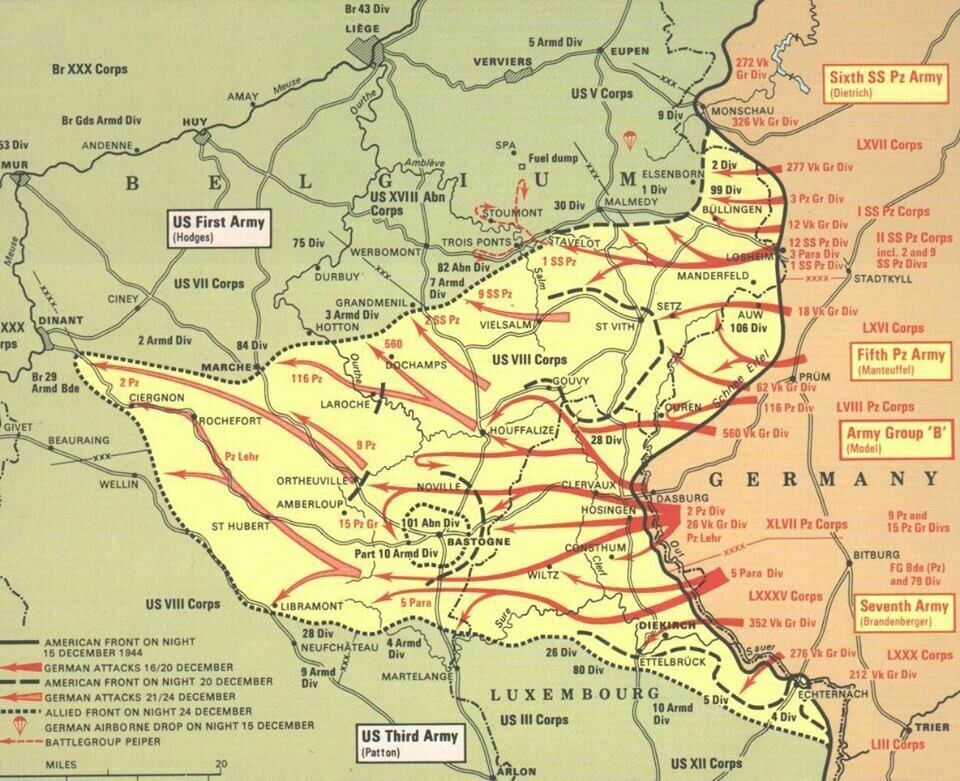 Br 43 Div
LIÈGE
5 Armd Div
EUPEN
VERVIERS
272 Vk
Gr Div
Sixth SS Pz Army
(Dietrich)
Br XXX Corps
Meuse
AMAY
Ourthe
US V Corps
xxx
9 Div
MONSCHAU
326 Vk Gr Div
Br Gds Armd Div
HUY
ANDENNE
53 Div
MUR
SPA
Fuel dump
Amblève
LXVII Corps
2 Div
277 Vk Gr Div
ELSENBORN
1 Div
99 Div
B E L G I U M
US XVIII Abn
Corps
3 Pz Gr Div
I SS Pz Corps
STOUMONT
30 Div
MALMEDY
BÜLLINGEN
12 Vk Gr Div
US First Army
(Hodges)
Meuse
75 Div
WERBOMONT
TROIS PONTS
STAVELOT
1 SS Pz
LOSHEIM
12 SS Pz Div
3 Para Div
1 SS Pz Div
II SS Pz Corps
incl. 2 and 9
SS Pz Divs
xxxx
STADTKYLL
82 Abn Div
7 Armd
Div
DURBUY
MANDERFELD
US VII Corps
Salm
9 SS Pz
CINEY
xxxx
GRANDMENIL
3 Armd Div
HOTTON
2 SS Pz
VIELSALM
ST VITH
SETZ
AUW
106 Div
18 Vk Gr Div
LXVI Corps
XXX
rps
DINANT
2 Armd Div
84 Div
MARCHE
560
DOCHAMPS
US VIII Corps
Schnee Eifel
Fifth Pz Army
(Manteuffel)
PRÜM
62 Vk Gr Div
Br 29
Armd Bde
2 Pz
116 Pz
Ourthe
GOUVY
CIERGNON
LAROCHE
OUREN
116 Pz Div
LVIII Pz Corps
GIVET
BEAURAING
xxx
ROCHEFORT
9 Pz
HOUFFALIZE
28 Div
560 Vk Gr Div
Army Group 'B'
(Model)
WELLIN
Pz Lehr
ORTHEUVILLE
NOVILLE
CLERVAUX
GERMANY
DASBURG
AMBERLOUP
HOSINGEN
2 Pz Div
26 Vk Gr Div
Pz Lehr
ST HUBERT
15 Pz Gr
101 Abn Div
BASTOGNE
XLVII Pz Corps
9 Pz and
15 Pz Gr Divs
Part 10 Armd Div
CONSTHUM
Our
xxxx
BITBURG
WILTZ
Clerf
5 Para Div
FG Bde (Pz)
and 79 Div
US VIII Corps
LIBRAMONT
5 Para
LXXXV Corps
Seventh Army
(Brandenberger)
Sure
DIEKIRCH
352 Vk Gr Div
AMERICAN FRONT ON NIGHT
15 DECEMBER 1944
GERMAN ATTACKS 16/20 DECEMBER
AMERICAN FRONT ON NIGHT 20 DECEMBER
GERMAN ATTACKS 21/24 DECEMBER
ALLIED FRONT ON NIGHT 24 DECEMBER
GERMAN AIRBORNE DROP ON NIGHT 15 DECEMBER
BATTLEGROUP PEIPER
MILES
20
28 Div
NEUFCHÂTEAU
xxx
9 Armd
Div
4 Armd
Div
MARTELANGE
26 Div
80 Div
ETTELBRÜCK
Sauer
276 Vk Gr Div
LXXX Corps
212 Vk Gr Div
ECHTERNACH
LUXEMBOURG
5 Div
10 Armd
Div
4 Div
US Third Army
(Patton)
US III Corps
TRIER
LIII Corps
US XII Corps
ARLON